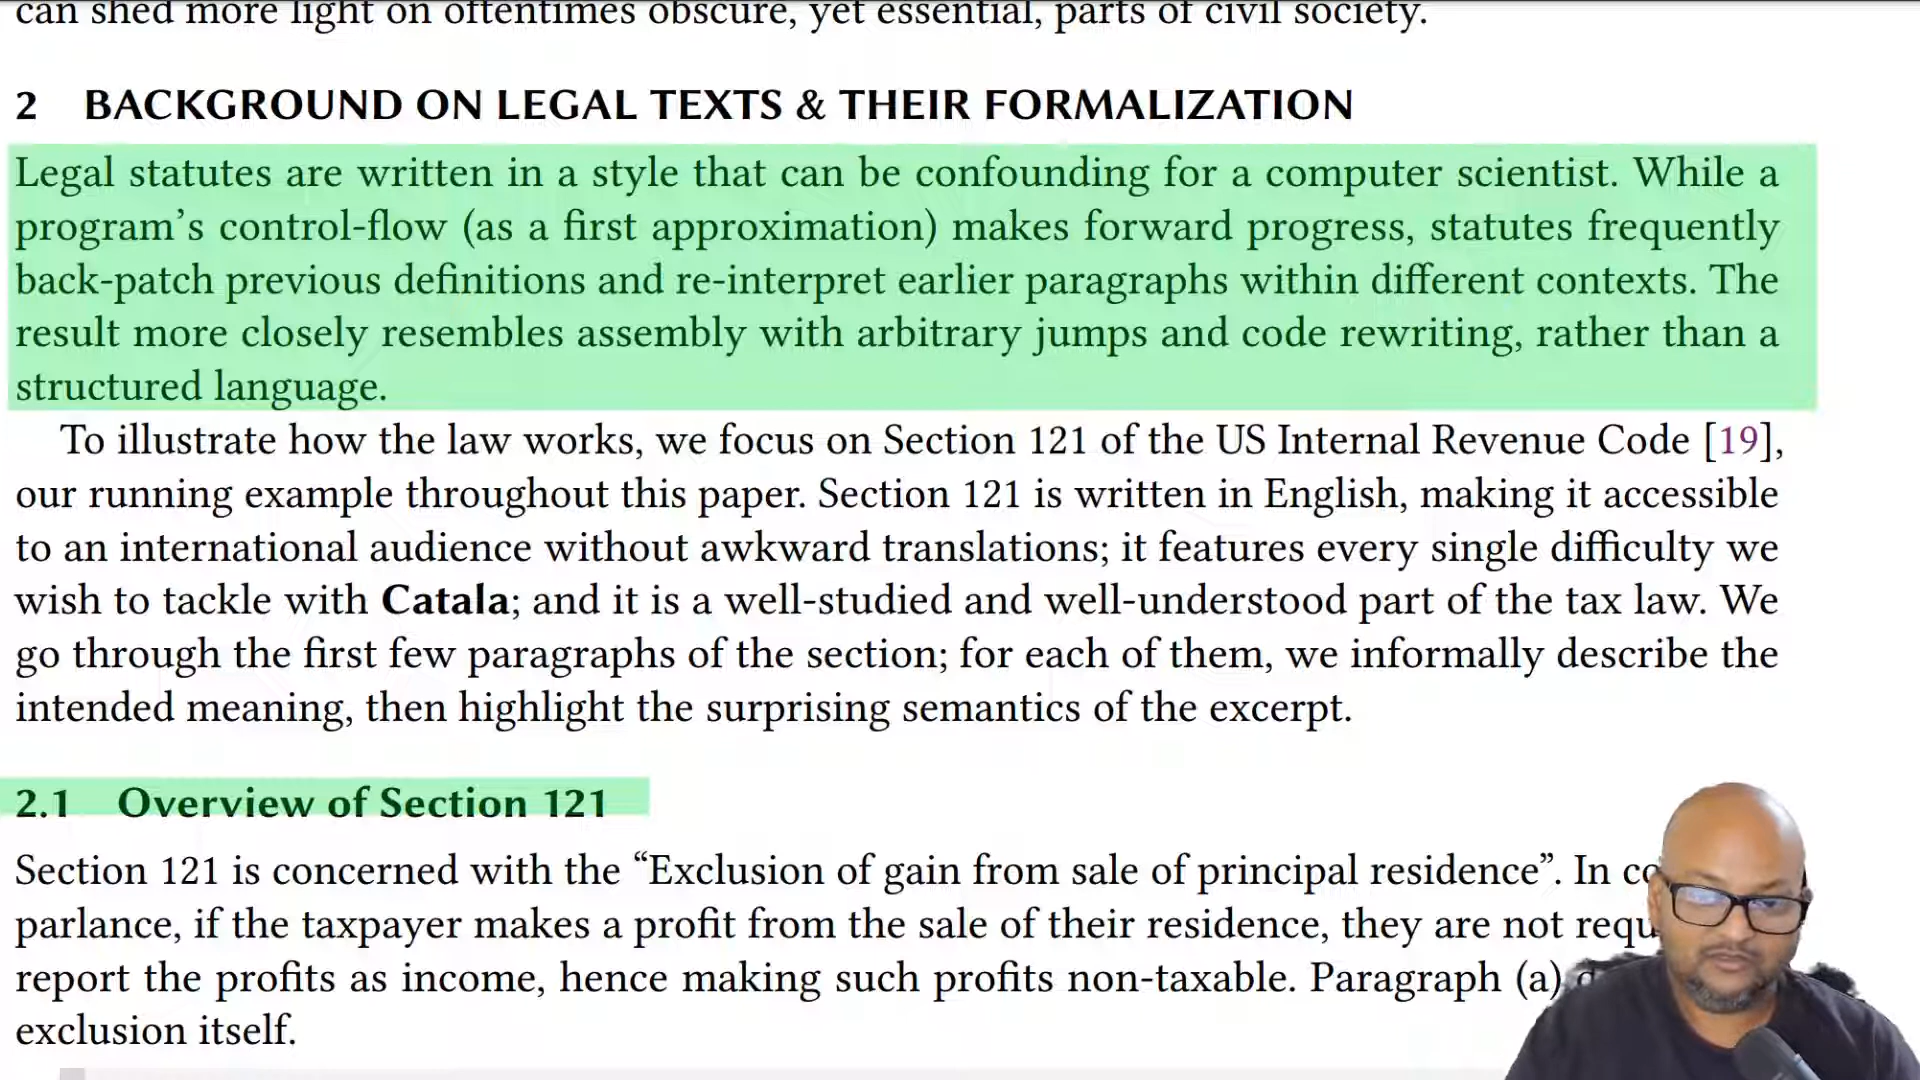 can shed more light on oftentimes obscure, yet essential, parts of civil society.
2 BACKGROUND ON LEGAL TEXTS & THEIR FORMALIZATION
Legal statutes are written in a style that can be confounding for a computer scientist. While a
program’s control-flow (as a first approximation) makes forward progress, statutes frequently
back-patch previous definitions and re-interpret earlier paragraphs within different contexts. The
result more closely resembles assembly with arbitrary jumps and code rewriting, rather than a
structured language.
To illustrate how the law works, we focus on Section 121 of the US Internal Revenue Code [19],
our running example throughout this paper. Section 121 is written in English, making it accessible
to an international audience without awkward translations; it features every single difficulty we
wish to tackle with Catala; and it is a well-studied and well-understood part of the tax law. We
go through the first few paragraphs of the section; for each of them, we informally describe the
intended meaning, then highlight the surprising semantics of the excerpt.
2.1 Overview of Section 121
Section 121 is concerned with the “Exclusion of gain from sale of principal residence”. In
parlance, if the taxpayer makes a profit from the sale of their residence, they are not
report the profits as income, hence making such profits non-taxable. Paragraph (a)
exclusion itself.